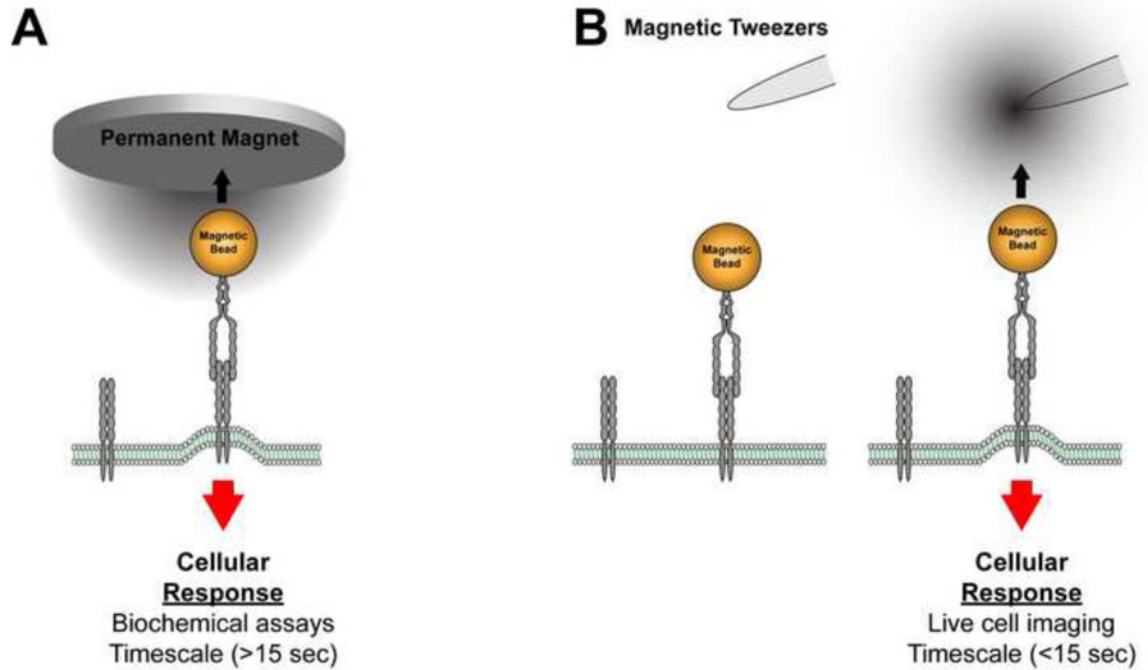 A
Permanent Magnet
Magnetic
Bead
Cellular
Response
Biochemical assays
Timescale (>15 sec)
B
Magnetic Tweezers
Magnetic
Bead
Magnetic
Bead
Cellular
Response
Live cell imaging
Timescale (<15 sec)